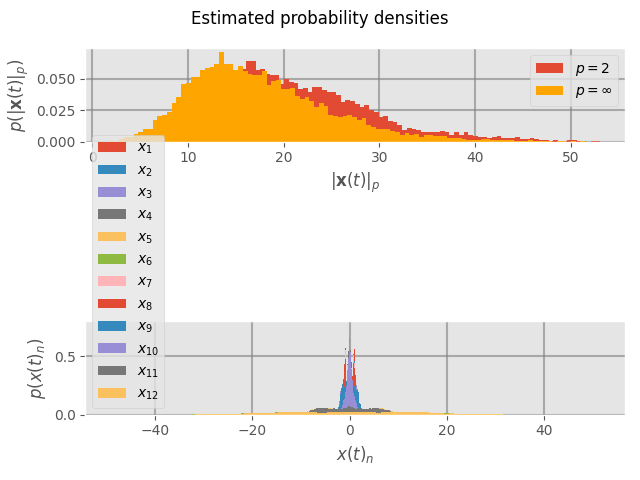 Estimated probability densities
p(|x(t)|ₚ)
0.050
0.025
0.000
p = 2
p = ∞
0 10 20 30 40 50
|x(t)|ₚ
x₁
x₂
x₃
x₄
x₅
x₆
x₇
x₈
x₉
x₁₀
x₁₁
x₁₂
p(x(t)ₙ)
0.5
0.0
−40 −20 0 20 40
x(t)ₙ